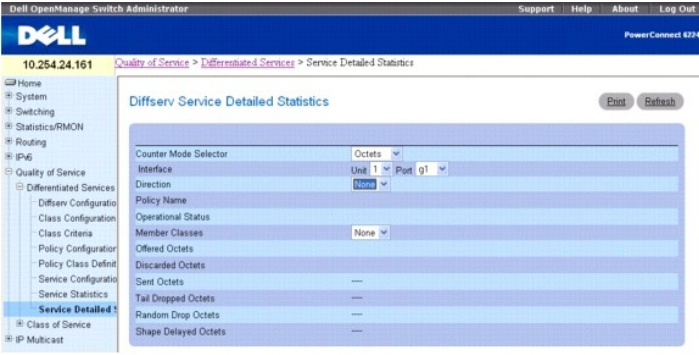 Dell OpenManage Switch Administrator Support Help About Log Out
DELL
PowerConnect 6224
10.254.24.161
Quality of Service > Differentiated Services > Service Detailed Statistics
Home
System
Switching
Statistics/RMON
Routing
IPv6
Quality of Service
Differentiated Services
Diffserv Configuratio
Class Configuration
Class Criteria
Policy Configuration
Policy Class Definit
Service Configuratio
Service Statistics
Service Detailed S
Class of Service
IP Multicast
Diffserv Service Detailed Statistics
Print Refresh
Counter Mode Selector Octets
Interface Unit 1 Port g1
Direction None
Policy Name
Operational Status
Member Classes None
Offered Octets
Discarded Octets
Sent Octets ----
Tail Dropped Octets ----
Random Drop Octets ----
Shape Delayed Octets ----